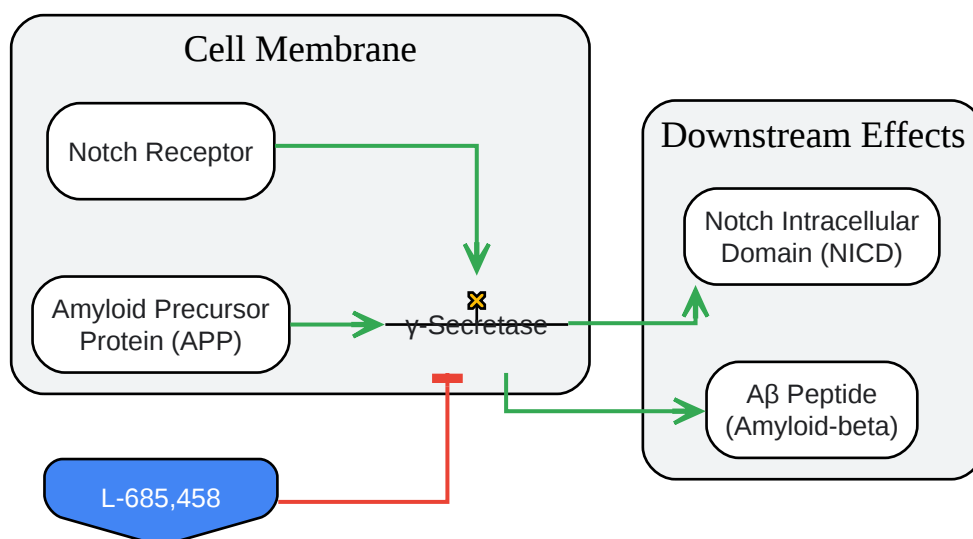 Cell Membrane
Notch Receptor
Amyloid Precursor
Protein (APP)
γ-Secretase
L-685,458
Downstream Effects
Notch Intracellular
Domain (NICD)
Aβ Peptide
(Amyloid-beta)